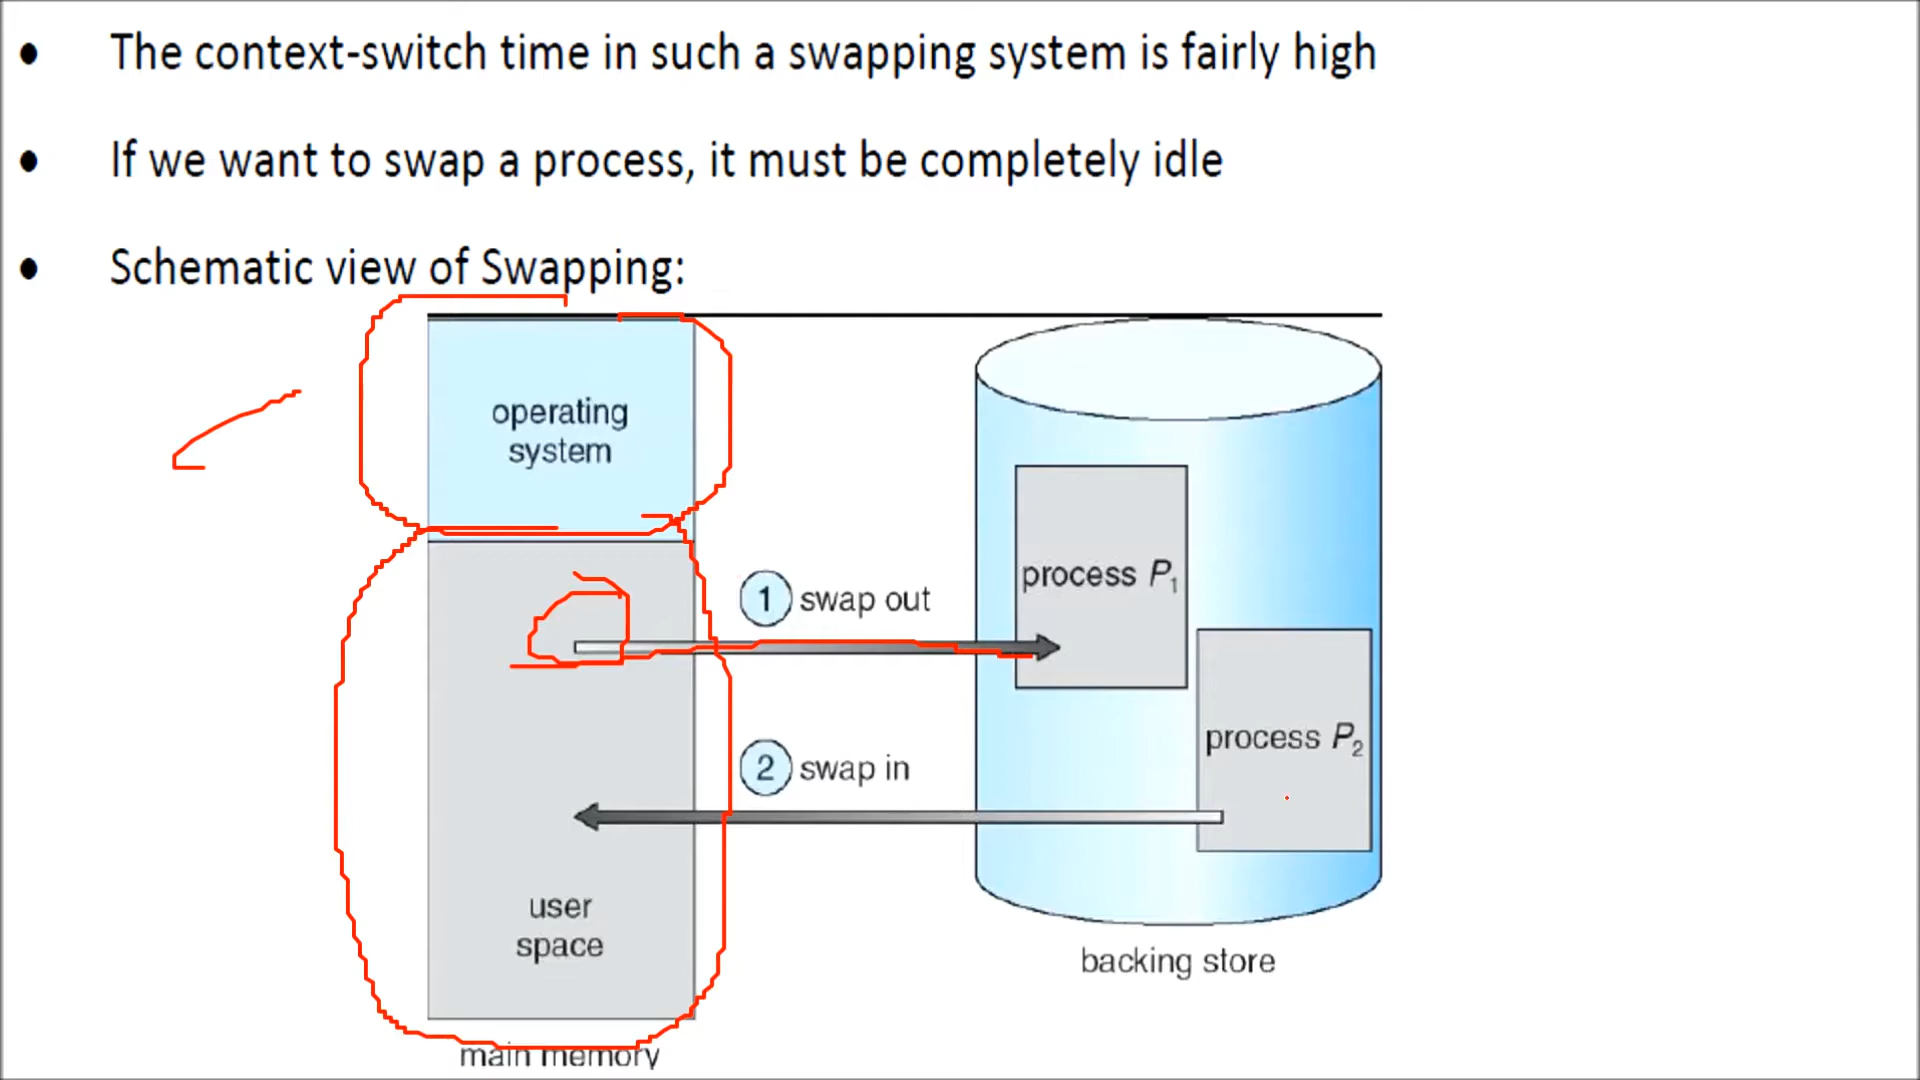 • The context-switch time in such a swapping system is fairly high
• If we want to swap a process, it must be completely idle
• Schematic view of Swapping:
operating
system
1 swap out
process P1
2 swap in
process P2
user
space
backing store
main memory